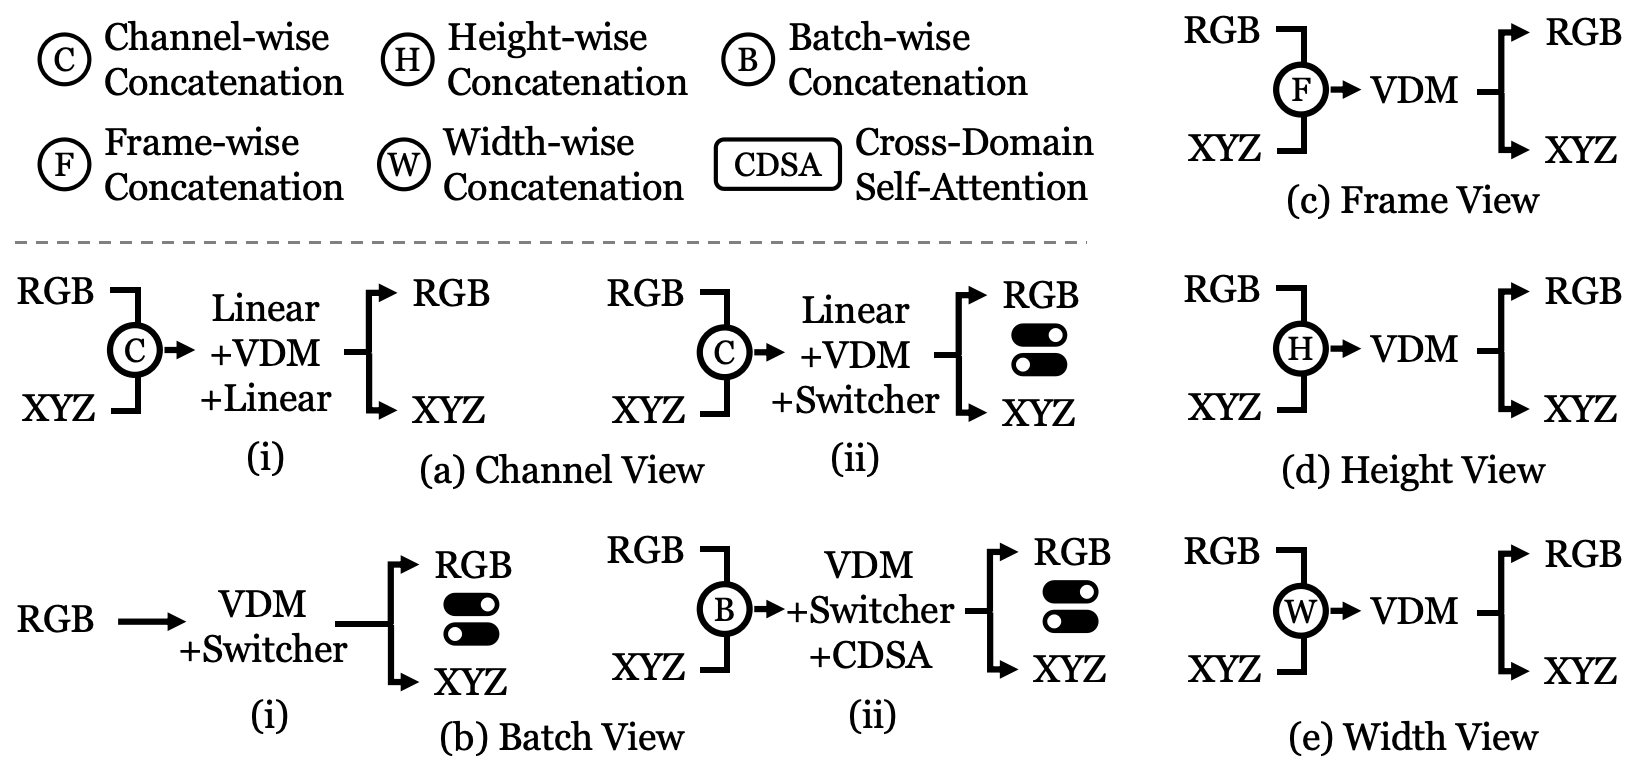 C Channel-wise Concatenation
H Height-wise Concatenation
B Batch-wise Concatenation
F Frame-wise Concatenation
W Width-wise Concatenation
CDSA Cross-Domain Self-Attention
RGB
XYZ
F
VDM
RGB
XYZ
(c) Frame View
RGB
XYZ
C
Linear
+VDM
+Linear
RGB
XYZ
(i)
RGB
XYZ
C
Linear
+VDM
+Switcher
RGB
XYZ
(ii)
(a) Channel View
RGB
XYZ
H
VDM
RGB
XYZ
(d) Height View
RGB
VDM
+Switcher
RGB
XYZ
(i)
RGB
XYZ
B
VDM
+Switcher
+CDSA
RGB
XYZ
(ii)
(b) Batch View
RGB
XYZ
W
VDM
RGB
XYZ
(e) Width View